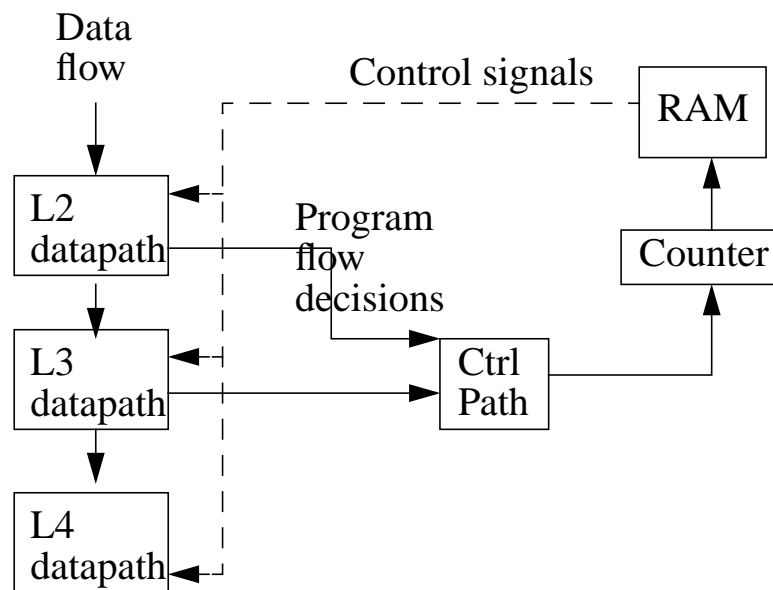 Data
flow
Control signals
RAM
L2
datapath
Program
flow
decisions
Counter
L3
datapath
Ctrl
Path
L4
datapath